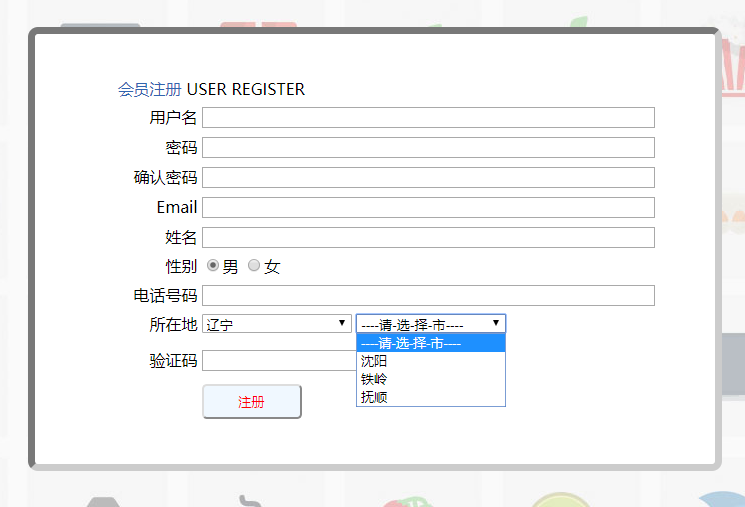 会员注册 USER REGISTER
用户名
密码
确认密码
Email
姓名
性别 男 女
电话号码
所在地 辽宁 ----请-选-择-市----
----请-选-择-市----
沈阳
验证码
铁岭
抚顺
注册